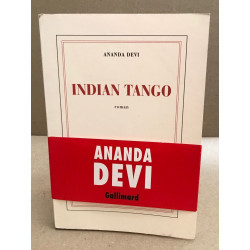 ANANDA DEVI
INDIAN TANGO
roman
ANANDA
DEVI
Gallimard